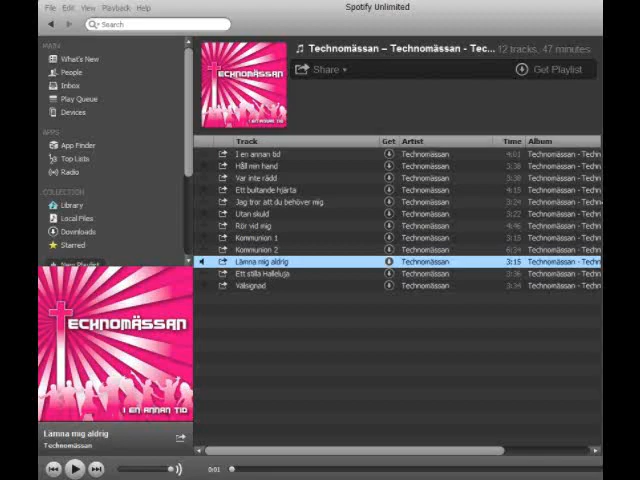 File Edit View Playback Help
Spotify Unlimited
Search
MAIN
What's New
People
Inbox
Play Queue
Devices
APPS
App Finder
Top Lists
Radio
COLLECTION
Library
Local Files
Downloads
Starred
New Playlist
TECHNOMÄSSAN
I EN ANNAN TID
Lämna mig aldrig
Technomässan
TECHNOMÄSSAN
I EN ANNAN TID
Technomässan – Technomässan - Tec... 12 tracks, 47 minutes
Share
Get Playlist
Track Get Artist Time Album
I en annan tid Technomässan 4:01 Technomässan - Techn
Håll min hand Technomässan 3:38 Technomässan - Techn
Var inte rädd Technomässan 3:38 Technomässan - Techn
Ett bultande hjärta Technomässan 4:15 Technomässan - Techn
Jag tror att du behöver mig Technomässan 3:24 Technomässan - Techn
Utan skuld Technomässan 3:22 Technomässan - Techn
Rör vid mig Technomässan 4:46 Technomässan - Techn
Kommunion 1 Technomässan 3:15 Technomässan - Techn
Kommunion 2 Technomässan 6:34 Technomässan - Techn
Lämna mig aldrig Technomässan 3:15 Technomässan - Techn
Ett stilla Halleluja Technomässan 3:36 Technomässan - Techn
Välsignad Technomässan 3:34 Technomässan - Techn
0:01